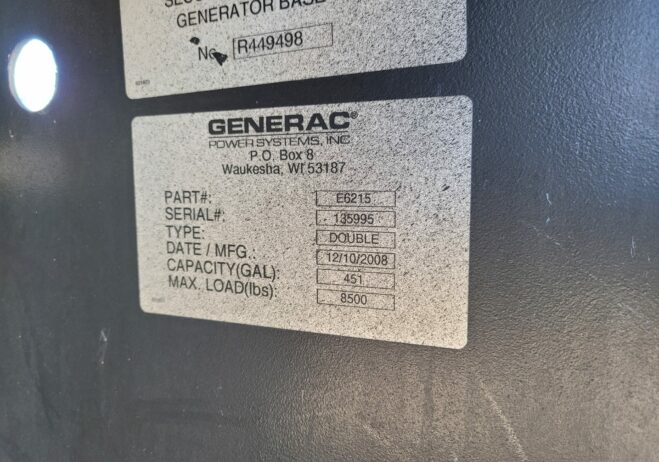 GENERATOR BASE
No. R449498
GENERAC®
POWER SYSTEMS, INC
P.O. Box 8
Waukesha, WI 53187
PART#: E6215
SERIAL#: 135995
TYPE: DOUBLE
DATE / MFG.: 12/10/2008
CAPACITY(GAL): 451
MAX. LOAD(lbs): 8500